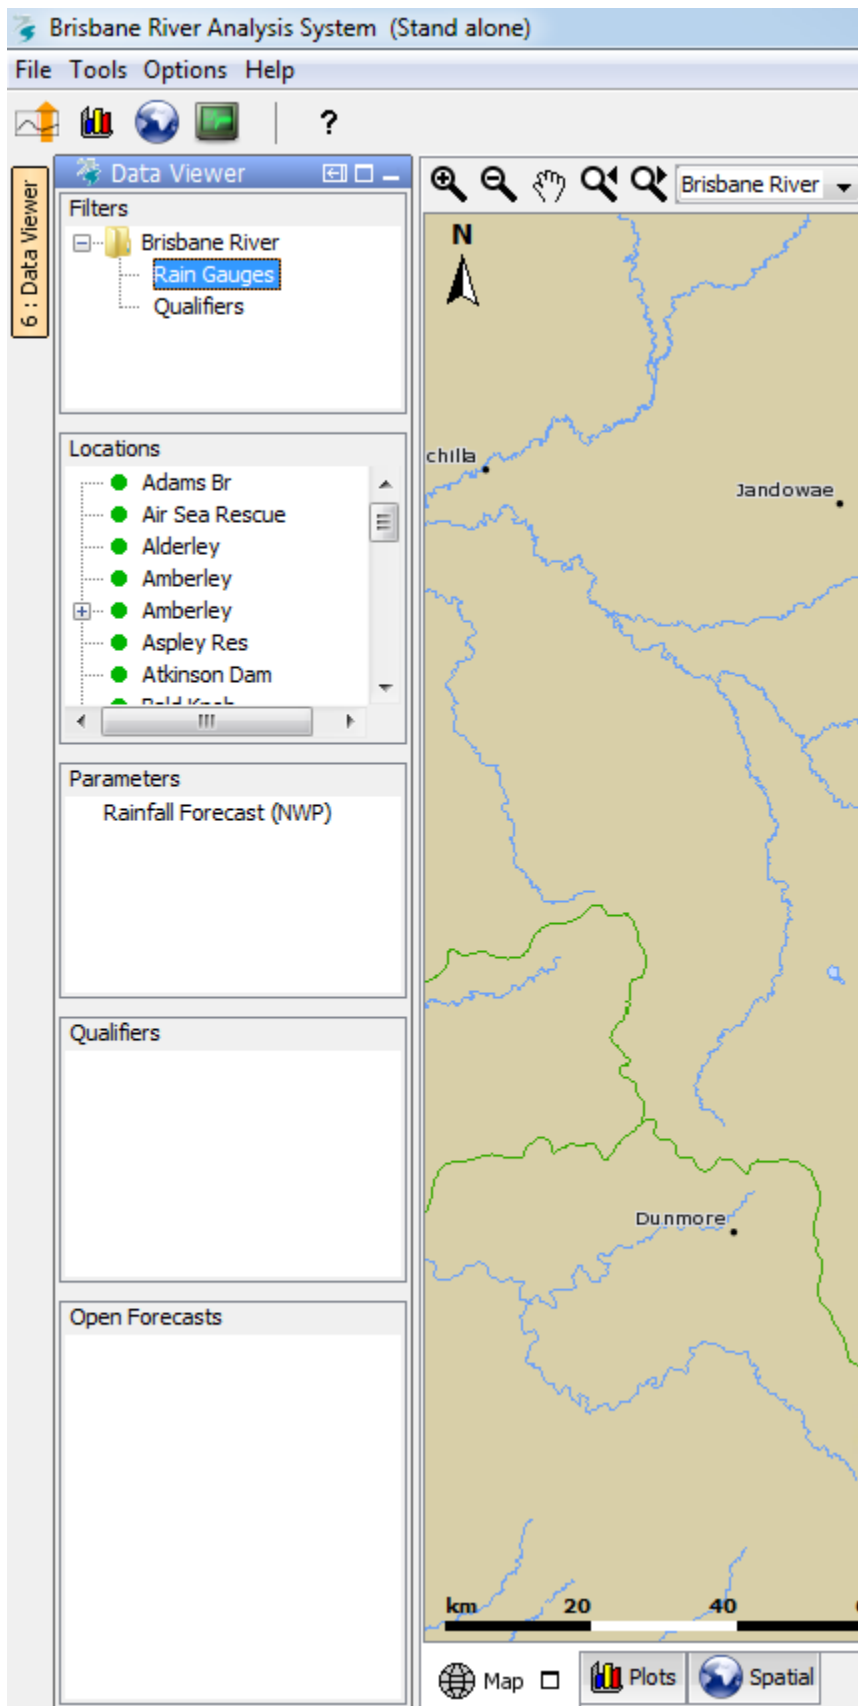 Brisbane River Analysis System (Stand alone)
File Tools Options Help
?
6 : Data Viewer
Data Viewer
Brisbane River
Filters
Brisbane River
Rain Gauges
Qualifiers
N
Locations
Adams Br
Air Sea Rescue
Alderley
Amberley
Amberley
Aspley Res
Atkinson Dam
Bald Knob
chilla
Jandowae
Parameters
Rainfall Forecast (NWP)
Qualifiers
Dunmore
Open Forecasts
km 20 40
Map Plots Spatial